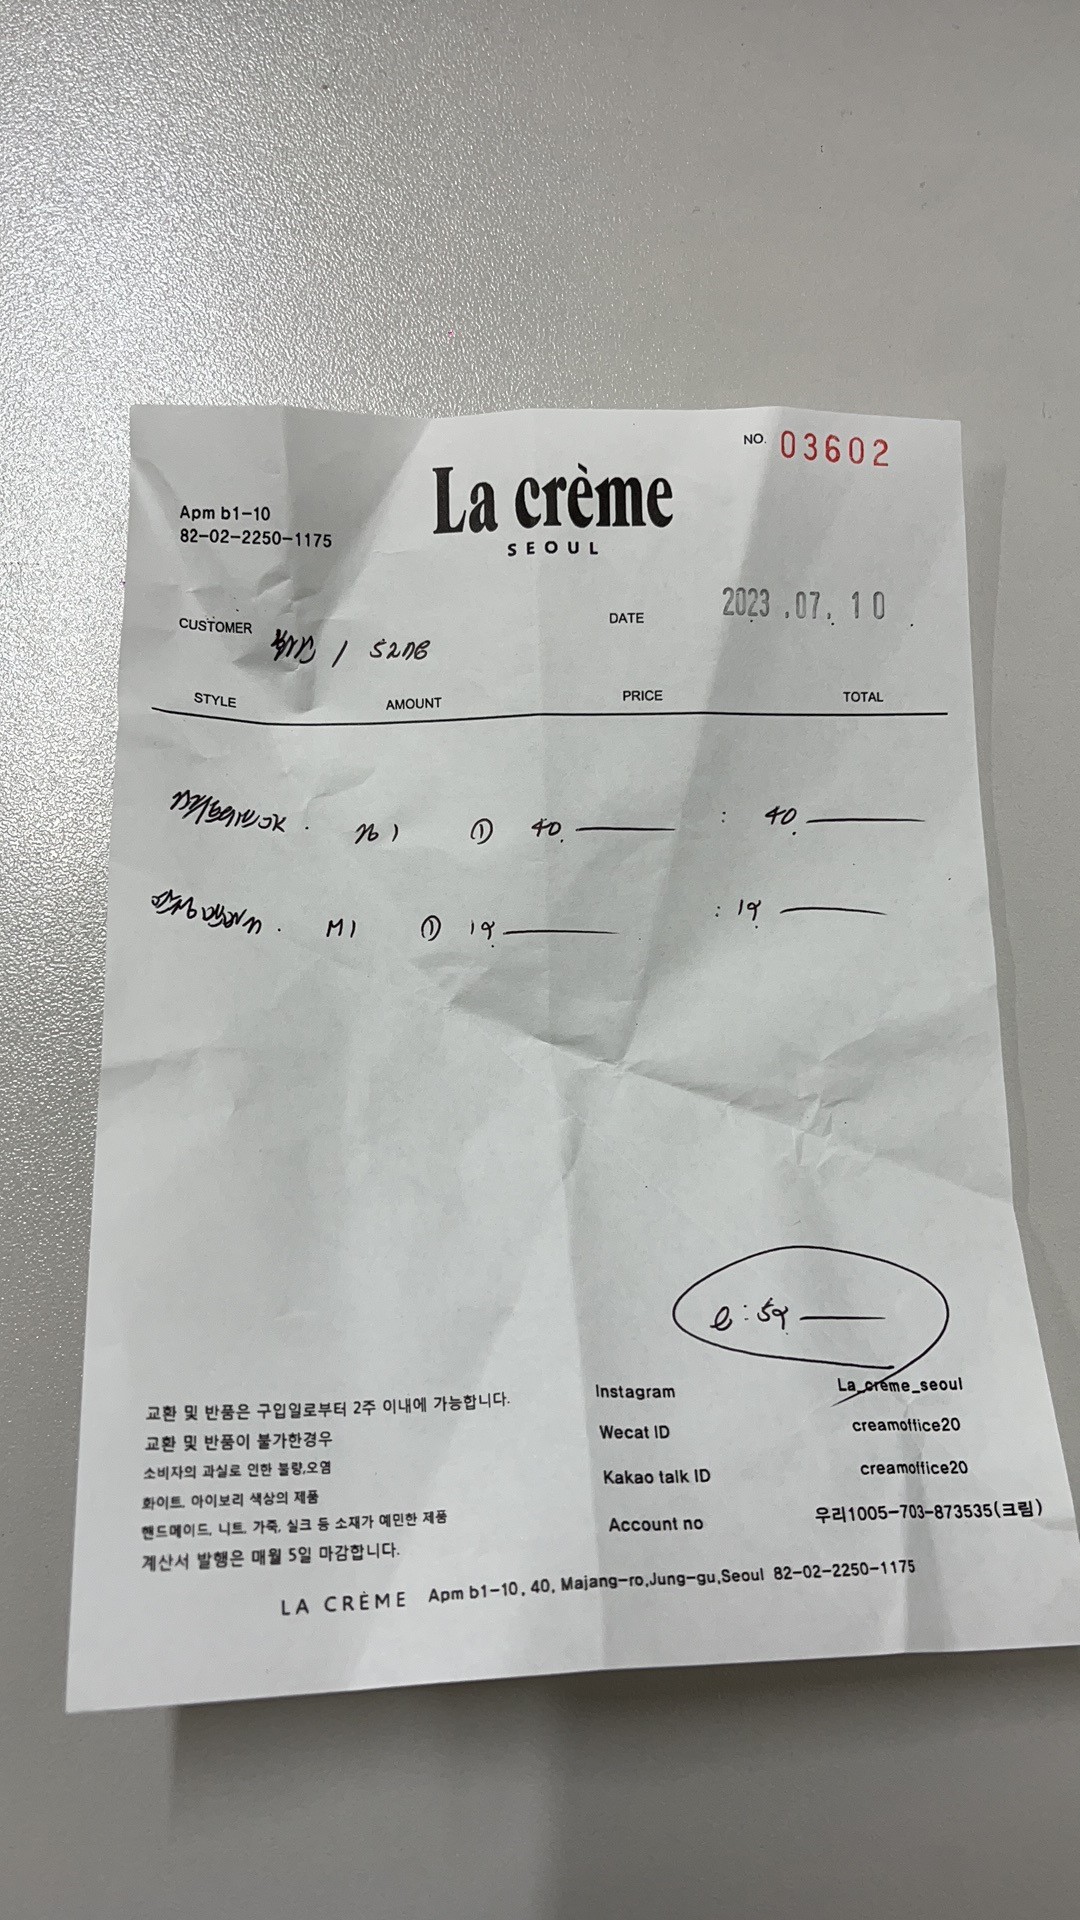 NO. 03602
La crème
SEOUL
Apm b1-10
82-02-2250-1175
CUSTOMER / DATE 2023.07.10
STYLE AMOUNT PRICE TOTAL
1 ① 40. : 40
M1 ① 19. : 19
59
교환 및 반품은 구입일로부터 2주 이내에 가능합니다.
교환 및 반품이 불가한경우
소비자의 과실로 인한 불량,오염
화이트, 아이보리 색상의 제품
핸드메이드, 니트, 가죽, 실크 등 소재가 예민한 제품
계산서 발행은 매월 5일 마감합니다.
Instagram La_creme_seoul
Wecat ID creamoffice20
Kakao talk ID creamoffice20
Account no 우리1005-703-873535(크림)
LA CRÈME Apm b1-10, 40, Majang-ro,Jung-gu,Seoul 82-02-2250-1175